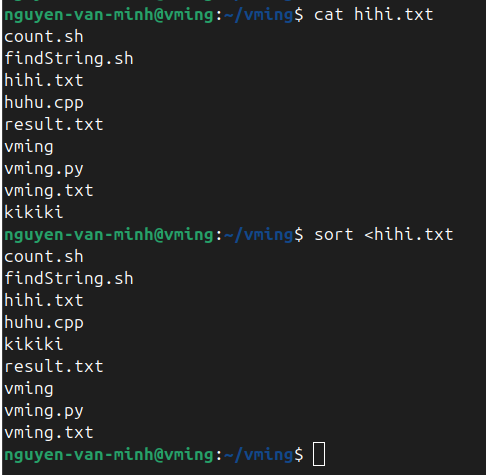 nguyen-van-minh@vming:~/vming$ cat hihi.txt
count.sh
findString.sh
hihi.txt
huhu.cpp
result.txt
vming
vming.py
vming.txt
kikiki
nguyen-van-minh@vming:~/vming$ sort <hihi.txt
count.sh
findString.sh
hihi.txt
huhu.cpp
kikiki
result.txt
vming
vming.py
vming.txt
nguyen-van-minh@vming:~/vming$